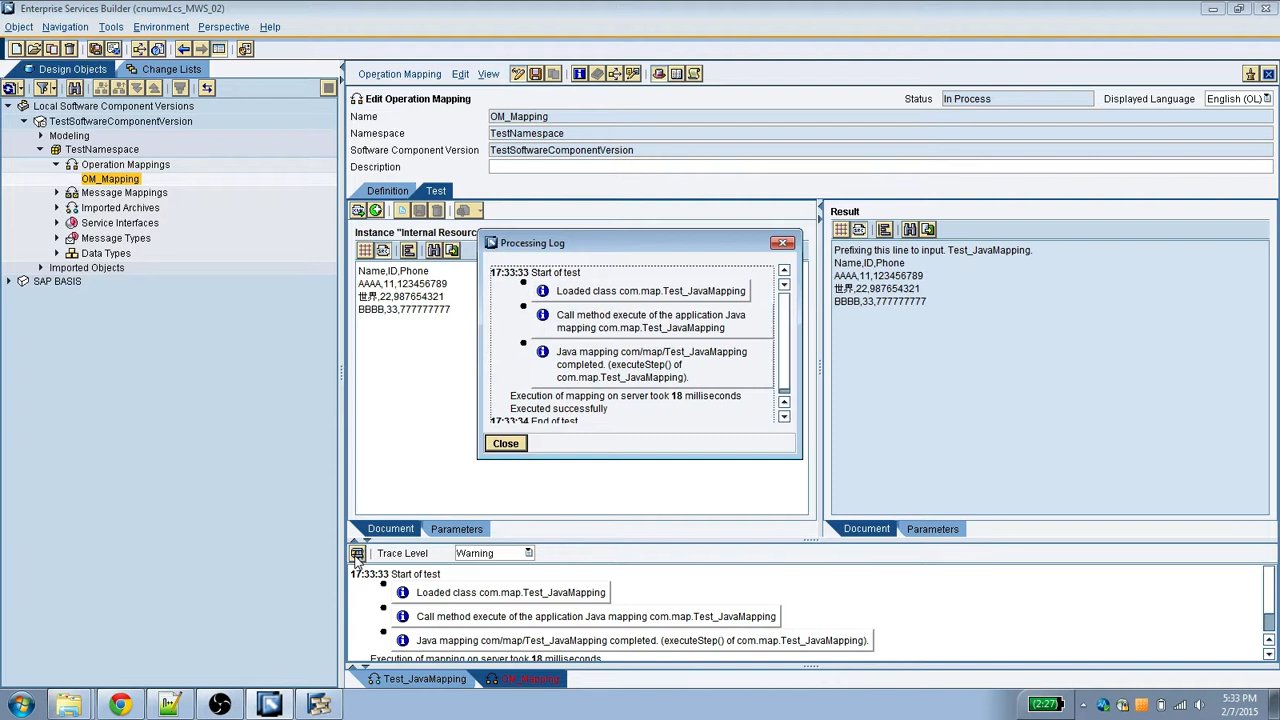 Enterprise Services Builder (cnumw1cs_MWS_02)
Object Navigation Tools Environment Perspective Help
Design Objects Change Lists
Local Software Component Versions
TestSoftwareComponentVersion
Modeling
TestNamespace
Operation Mappings
OM_Mapping
Message Mappings
Imported Archives
Service Interfaces
Message Types
Data Types
Imported Objects
SAP BASIS
Operation Mapping Edit View
Edit Operation Mapping Status In Process Displayed Language English (OL)
Name OM_Mapping
Namespace TestNamespace
Software Component Version TestSoftwareComponentVersion
Description
Definition Test
Instance "Internal Resourc
Name,ID,Phone
AAAA,11,123456789
世界,22,987654321
BBBB,33,777777777
Document Parameters
Processing Log
17:33:33 Start of test
Loaded class com.map.Test_JavaMapping
Call method execute of the application Java
mapping com.map.Test_JavaMapping
Java mapping com/map/Test_JavaMapping
completed. (executeStep() of
com.map.Test_JavaMapping).
Execution of mapping on server took 18 milliseconds
Executed successfully
17:33:34 End of test
Close
Result
Prefixing this line to input. Test_JavaMapping.
Name,ID,Phone
AAAA,11,123456789
世界,22,987654321
BBBB,33,777777777
Document Parameters
Trace Level Warning
17:33:33 Start of test
Loaded class com.map.Test_JavaMapping
Call method execute of the application Java mapping com.map.Test_JavaMapping
Java mapping com/map/Test_JavaMapping completed. (executeStep() of com.map.Test_JavaMapping).
Execution of mapping on server took 18 milliseconds
Test_JavaMapping OM_Mapping
(2:27)
5:33 PM
2/7/2015